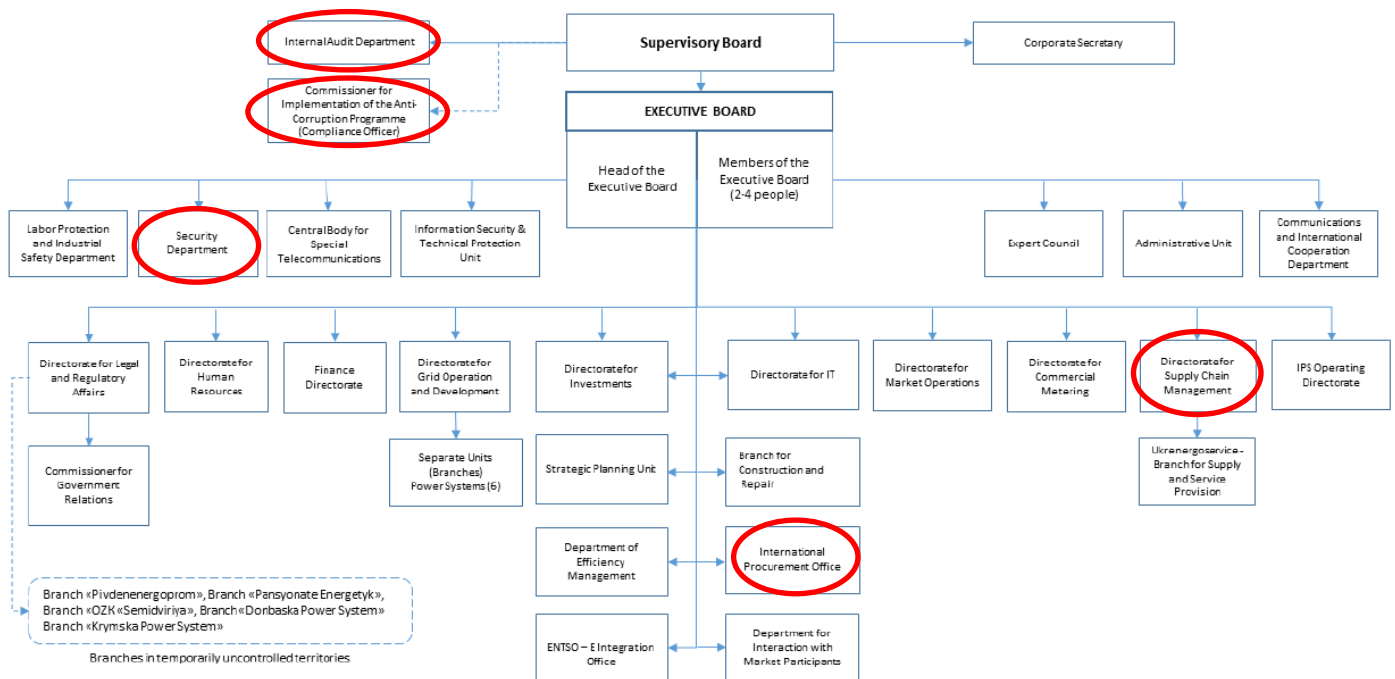 Internal Audit Department
Supervisory Board
Corporate Secretary
Commissioner for
Implementation of the Anti-
Corruption Programme
(Compliance Officer)
EXECUTIVE BOARD
Head of the
Executive Board
Members of the
Executive Board
(2-4 people)
Labor Protection
and Industrial
Safety Department
Security
Department
Central Body for
Special
Telecommunications
Information Security &
Technical Protection
Unit
Expert Council
Administrative Unit
Communications
and International
Cooperation
Department
Directorate for Legal
and Regulatory
Affairs
Directorate for
Human
Resources
Finance
Directorate
Directorate for
Grid Operation
and Development
Directorate for
Investments
Directorate for IT
Directorate for
Market Operations
Directorate for
Commercial
Metering
Directorate for
Supply Chain
Management
IPS Operating
Directorate
Commissioner for
Government
Relations
Separate Units
(Branches)
Power Systems (6)
Strategic Planning Unit
Branch for
Construction and
Repair
Ukrenergoservice -
Branch for Supply
and Service
Provision
Department of
Efficiency
Management
International
Procurement Office
Branch «Pivdenenergoprom», Branch «Pansyonate Energetyk»,
Branch «OZK «Semidviriya», Branch «Donbaska Power System»
Branch «Krymska Power System»
Branches in temporarily uncontrolled territories
ENTSO – E Integration
Office
Department for
Interaction with
Market Participants